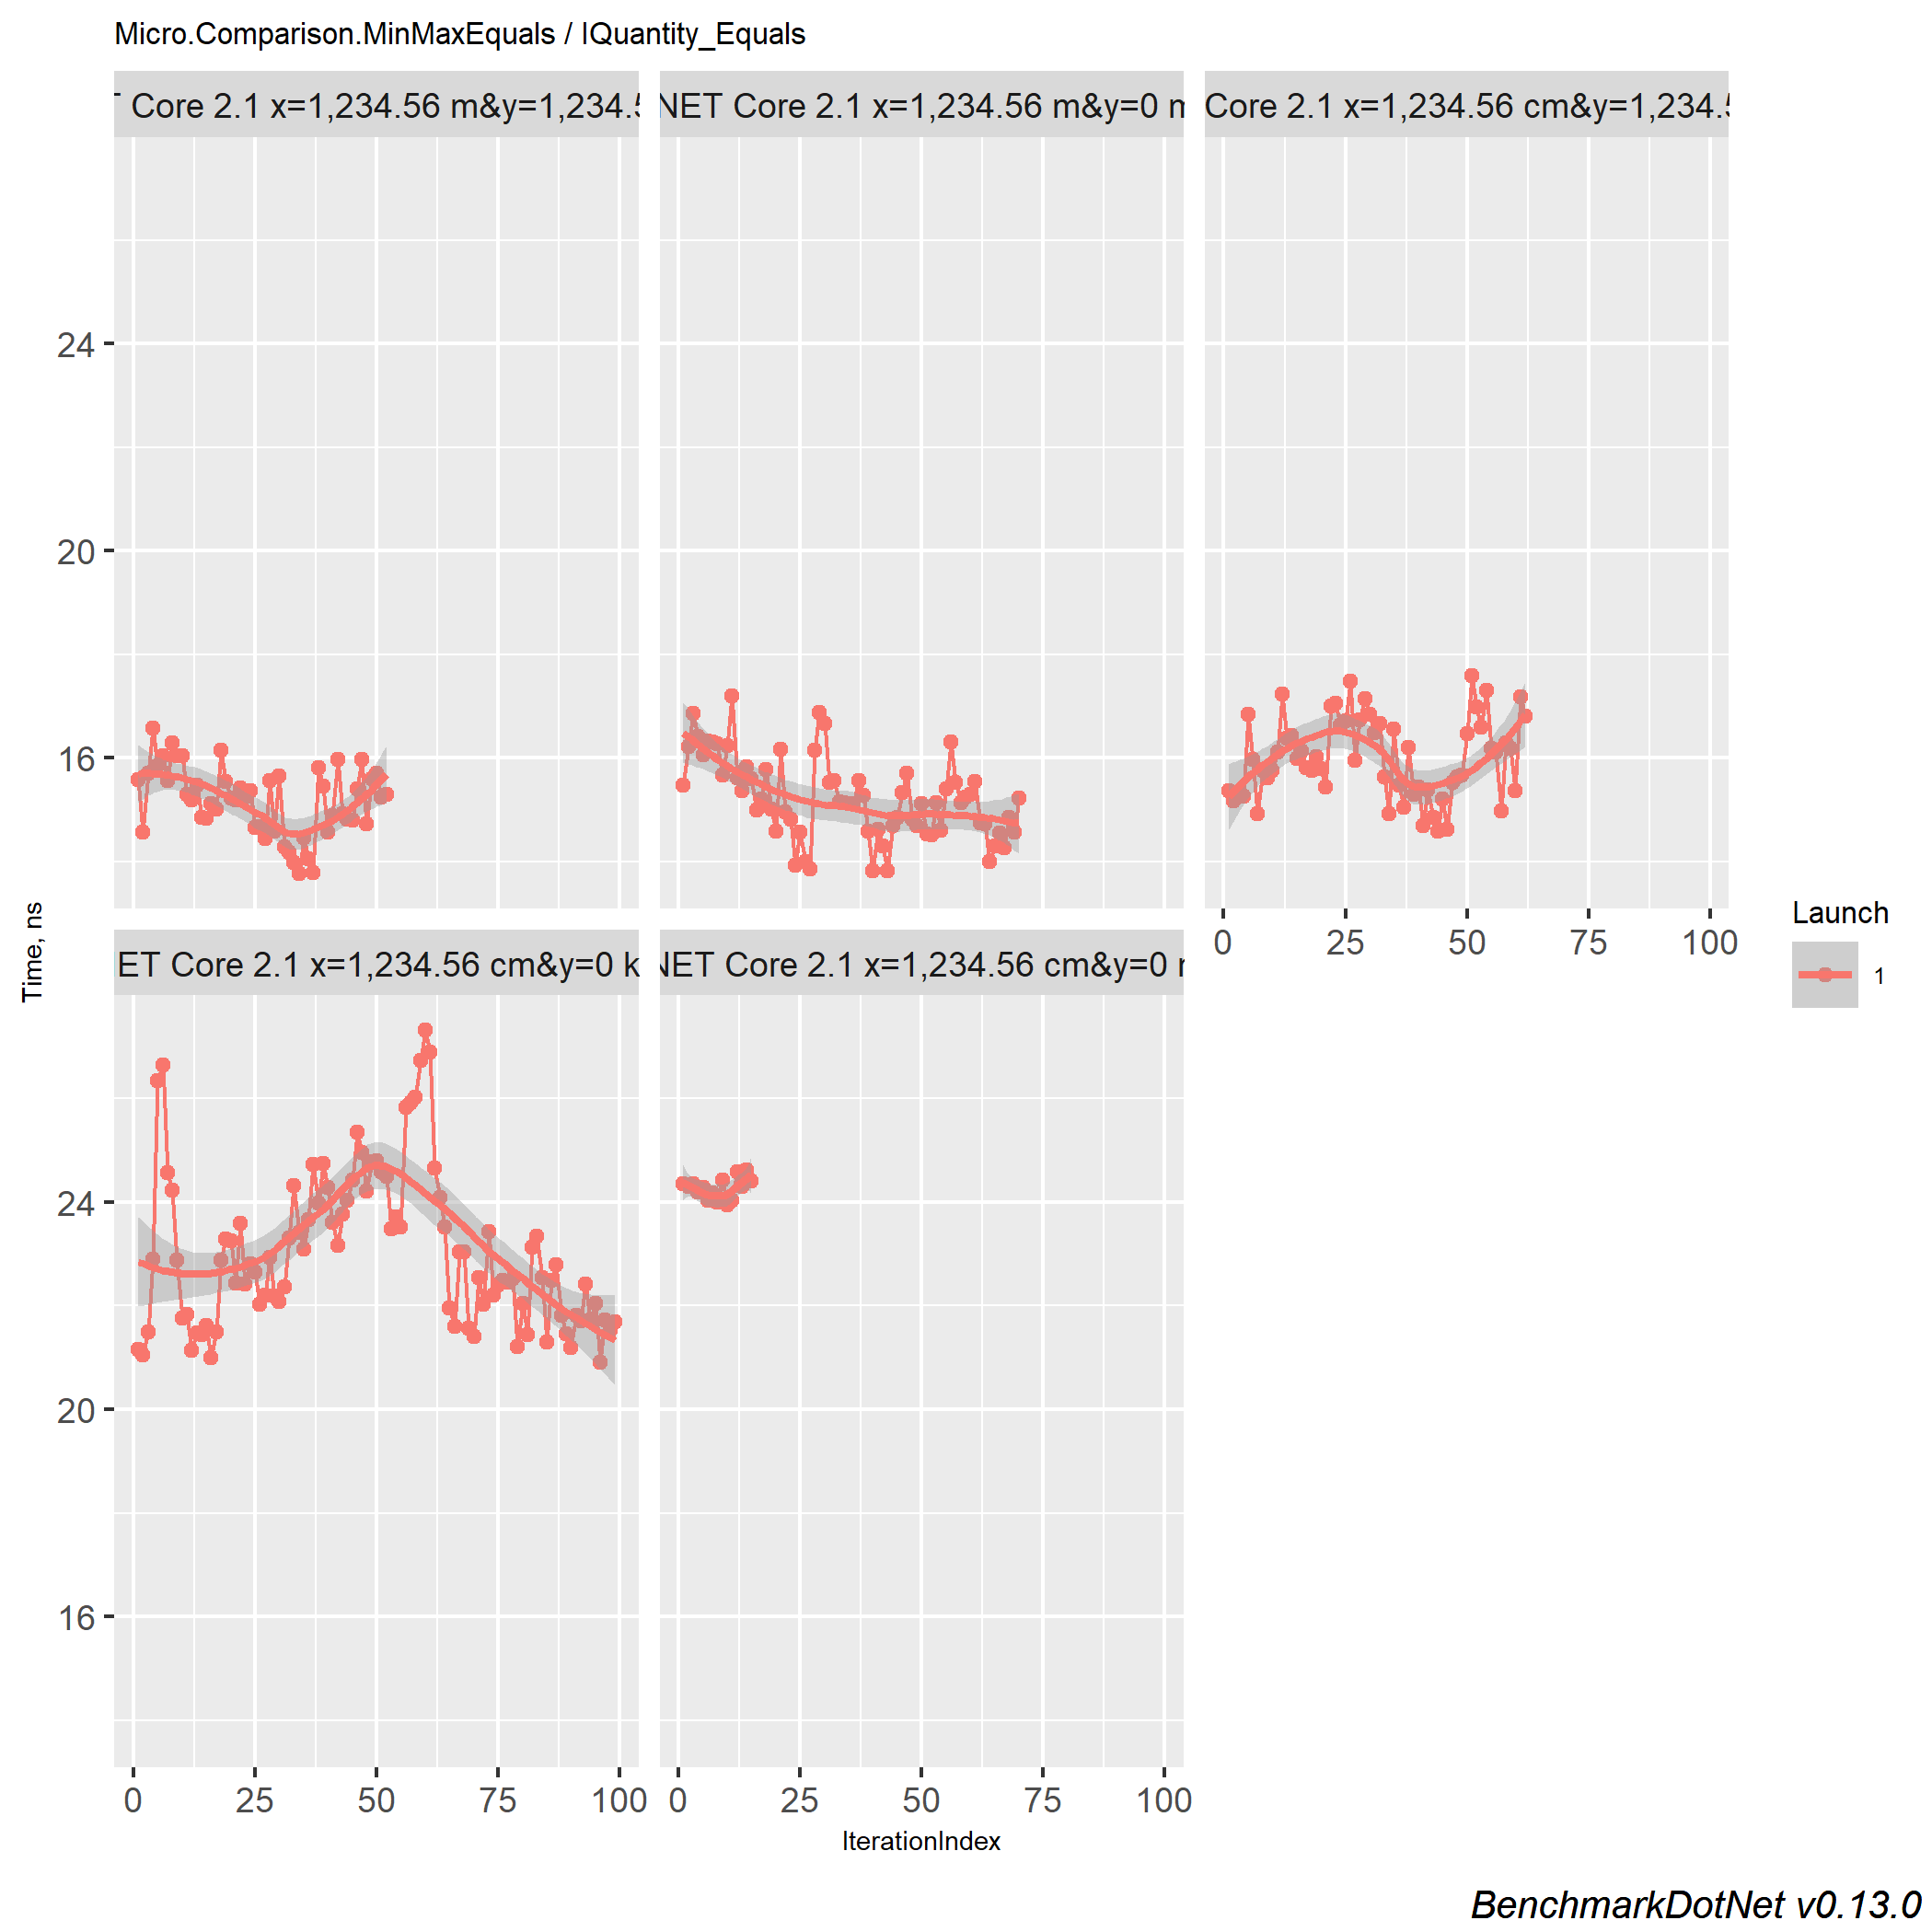 Micro.Comparison.MinMaxEquals / IQuantity_Equals
Core 2.1 x=1,234.56 m&y=1,234.5
NET Core 2.1 x=1,234.56 m&y=0 m
Core 2.1 x=1,234.56 cm&y=1,234.5
24
20
16
0 25 50 75 100
ET Core 2.1 x=1,234.56 cm&y=0 k
NET Core 2.1 x=1,234.56 cm&y=0
24
20
16
0 25 50 75 100
0 25 50 75 100
Time, ns
IterationIndex
Launch
1
BenchmarkDotNet v0.13.0